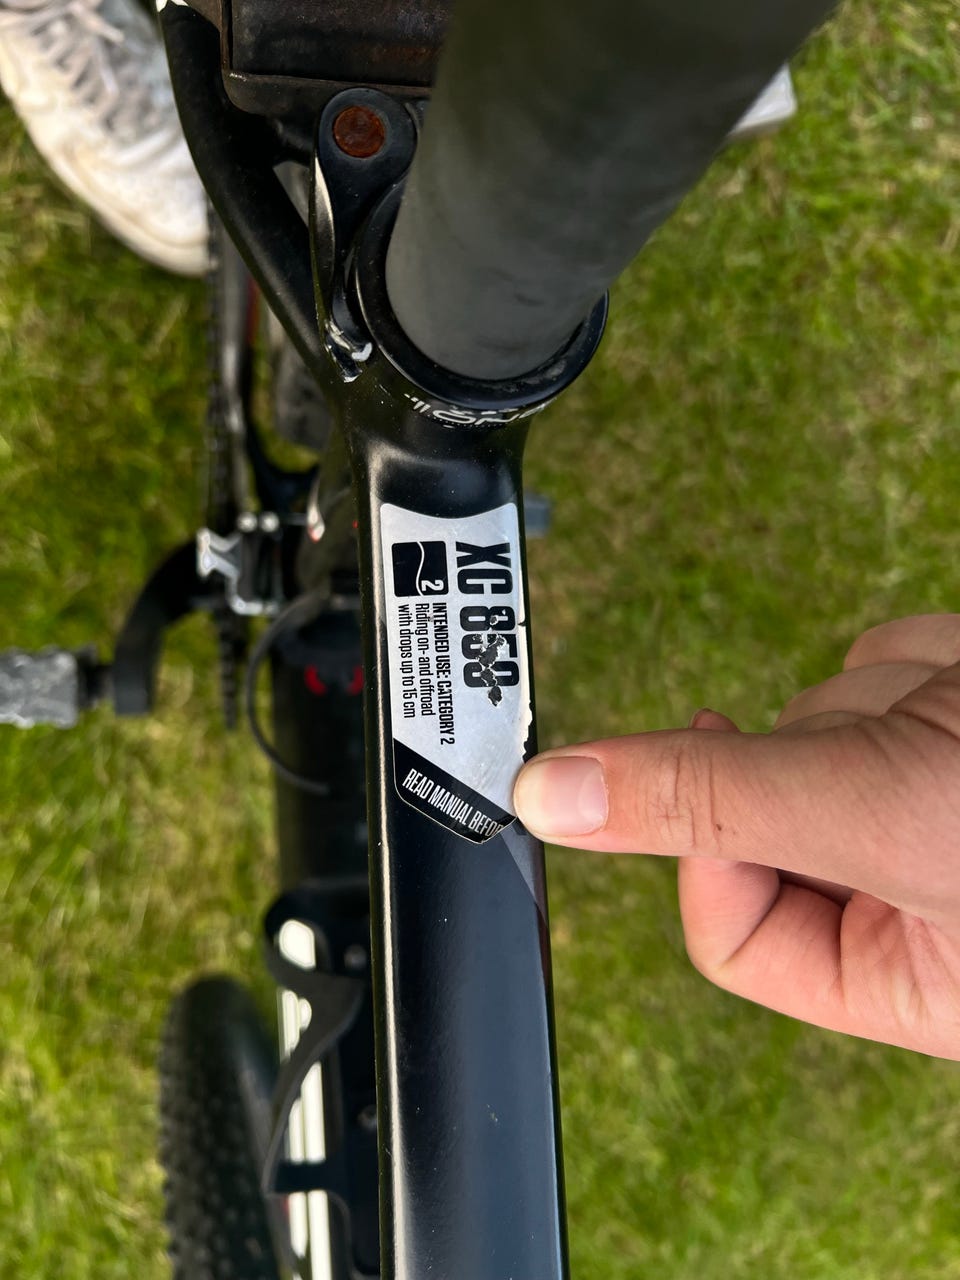 XC 850
2
INTENDED USE: CATEGORY 2
Riding on- and offroad
with drops up to 15 cm
READ MANUAL